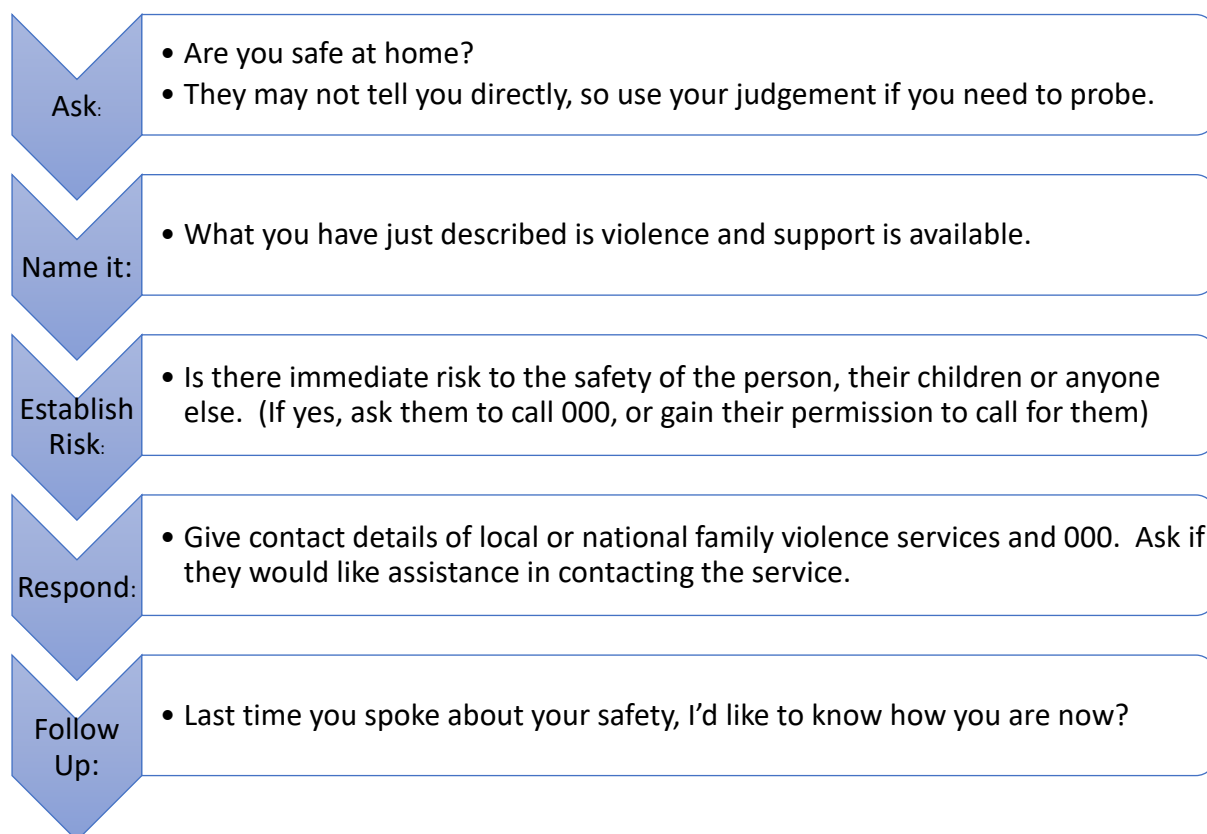 Ask:
• Are you safe at home?
• They may not tell you directly, so use your judgement if you need to probe.
Name it:
• What you have just described is violence and support is available.
Establish
Risk:
• Is there immediate risk to the safety of the person, their children or anyone
else.  (If yes, ask them to call 000, or gain their permission to call for them)
Respond:
• Give contact details of local or national family violence services and 000.  Ask if
they would like assistance in contacting the service.
Follow
Up:
• Last time you spoke about your safety, I’d like to know how you are now?